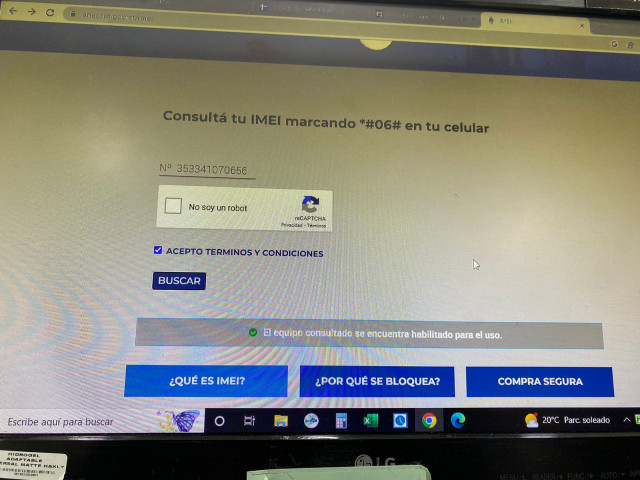 Consultá tu IMEI marcando *#06# en tu celular
Nº 353341070656
No soy un robot
reCAPTCHA
Privacidad - Términos
ACEPTO TERMINOS Y CONDICIONES
BUSCAR
El equipo consultado se encuentra habilitado para el uso.
¿QUÉ ES IMEI?
¿POR QUÉ SE BLOQUEA?
COMPRA SEGURA
Escribe aquí para buscar
20°C Parc. soleado
HIDROGEL
ADAPTABLE
LG